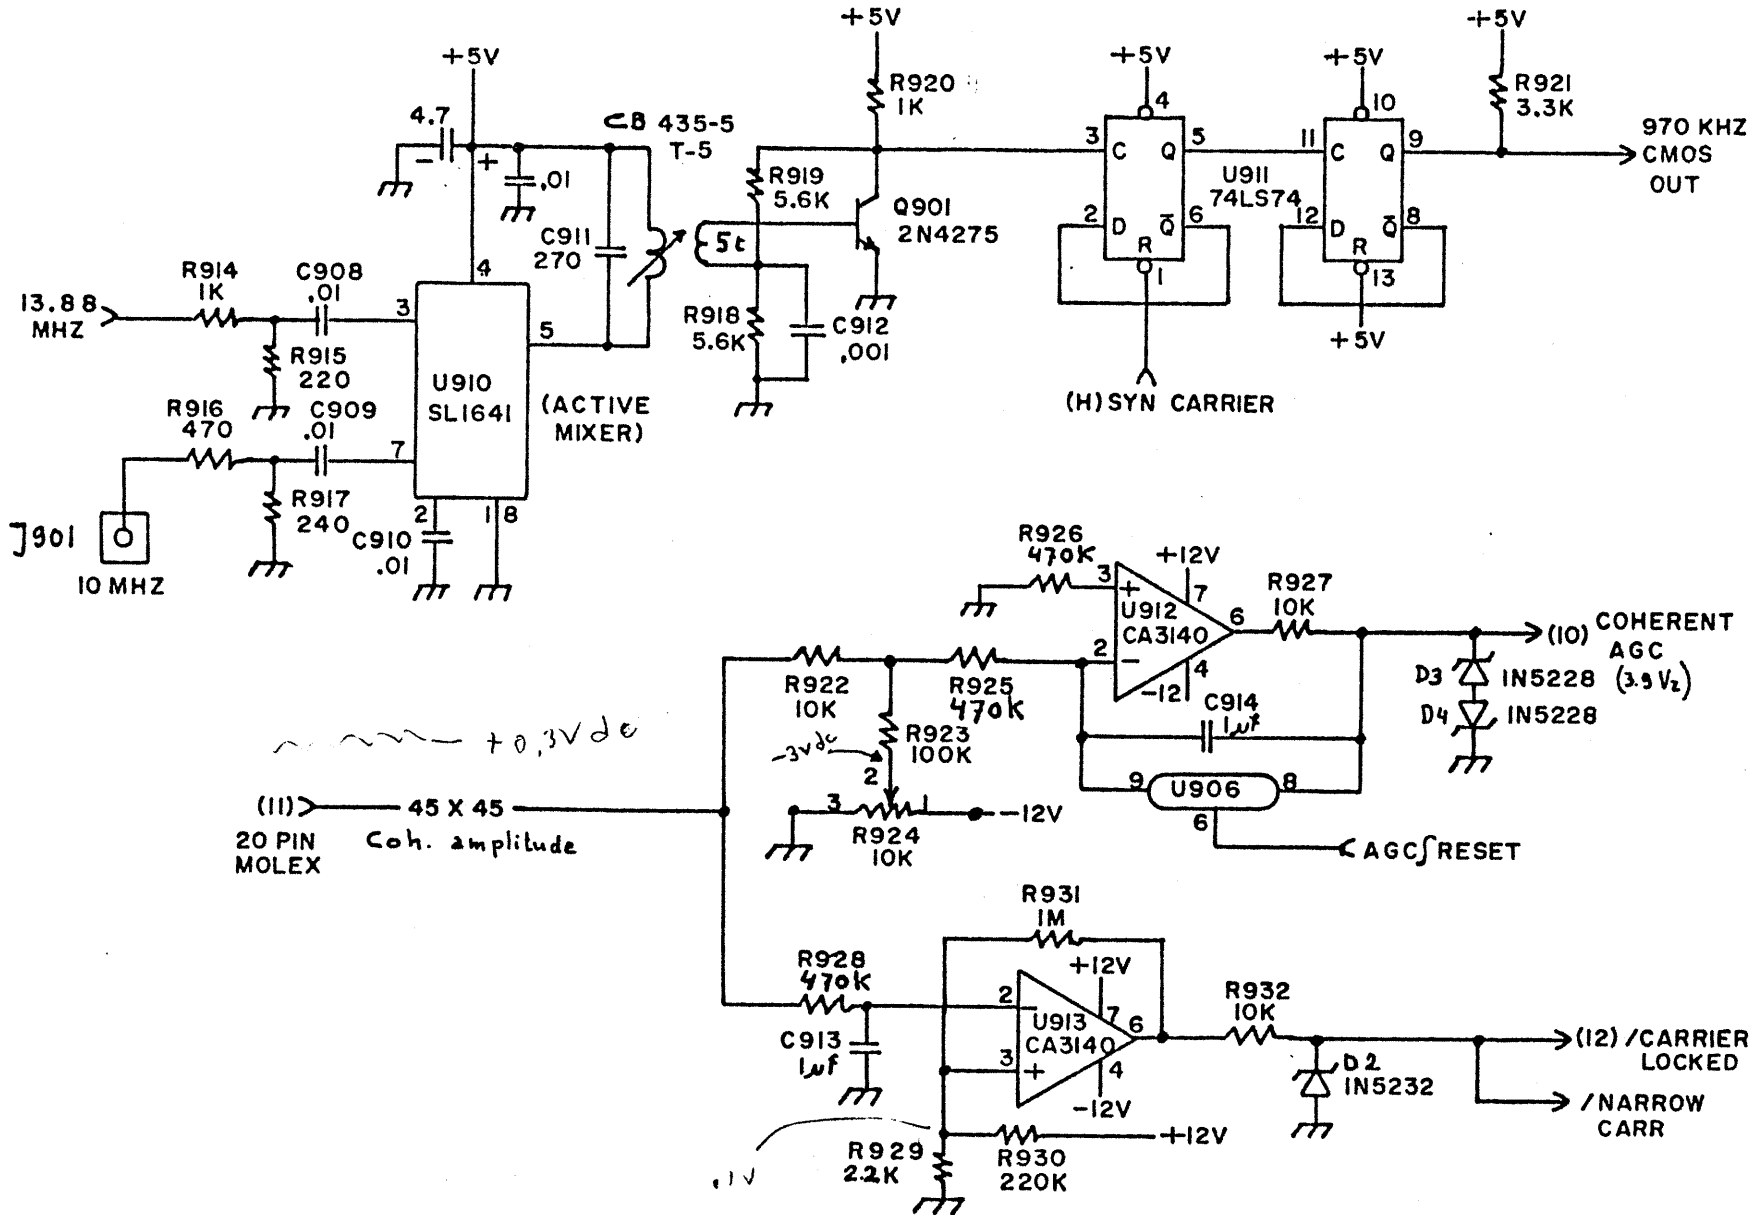 +5V
4.7
-
+
.01
CB 435-5
T-5
C911
270
5t
R914
1K
C908
.01
13.88
MHZ
R915
220
R916
470
C909
.01
R917
240
J901
10 MHZ
3
4
5
7
2
1
8
U910
SL1641
(ACTIVE
MIXER)
C910
.01
+5V
R920
1K
R919
5.6K
Q901
2N4275
R918
5.6K
C912
.001
+5V
4
3
C
Q
5
2
D
Q̄
6
R
1
U911
74LS74
(H) SYN CARRIER
+5V
10
11
C
Q
9
12
D
Q̄
8
R
13
+5V
+5V
R921
3.3K
970 KHZ
CMOS
OUT
R926
470K
+12V
3
+
7
U912
CA3140
6
2
-
4
-12
R927
10K
(10) COHERENT
AGC
(3.9 Vz)
D3
1N5228
D4
1N5228
R922
10K
R925
470K
C914
1uf
R923
100K
-3Vdc
2
3
1
-12V
R924
10K
9
U906
8
6
AGC∫RESET
+0.3Vdc
(11)
45 X 45
20 PIN
MOLEX
Coh. amplitude
R931
1M
R928
470K
C913
1uf
+12V
2
-
7
U913
CA3140
6
3
+
4
-12V
R932
10K
D2
1N5232
(12) /CARRIER
LOCKED
/NARROW
CARR
+12V
R929
2.2K
R930
220K
.1V